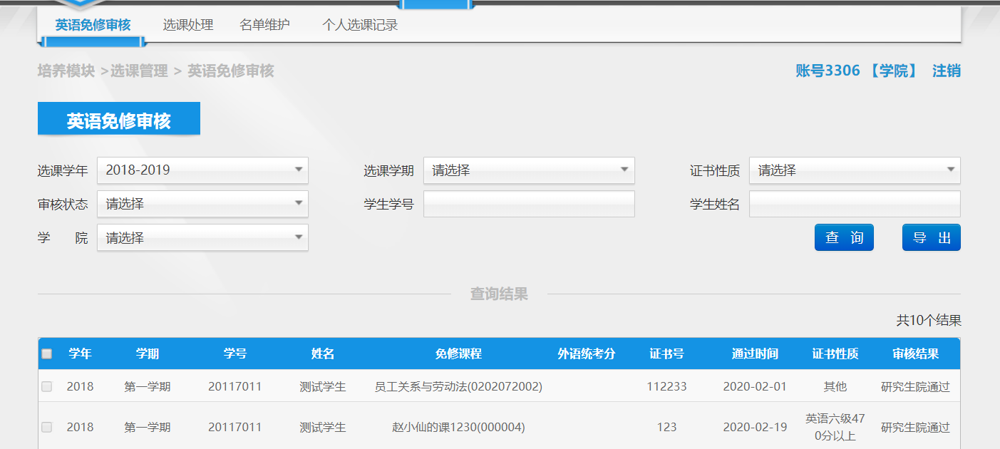 英语免修审核 选课处理 名单维护 个人选课记录
培养模块 >选课管理 > 英语免修审核 账号3306 【学院】 注销
英语免修审核
选课学年 2018-2019 选课学期 请选择 证书性质 请选择
审核状态 请选择 学生学号 学生姓名
学 院 请选择 查 询 导 出
查询结果
共10个结果
学年 学期 学号 姓名 免修课程 外语统考分 证书号 通过时间 证书性质 审核结果
2018 第一学期 20117011 测试学生 员工关系与劳动法(0202072002) 112233 2020-02-01 其他 研究生院通过
2018 第一学期 20117011 测试学生 赵小仙的课1230(000004) 123 2020-02-19 英语六级47
0分以上 研究生院通过